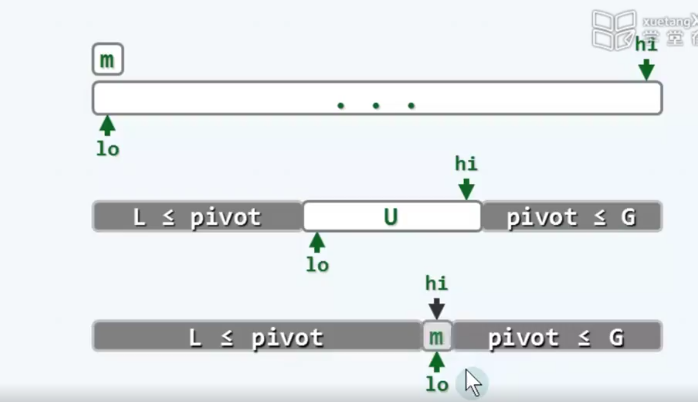 xuetangX
学堂在
hi
m
. . .
lo
hi
L ≤ pivot U pivot ≤ G
lo
hi
L ≤ pivot m pivot ≤ G
lo